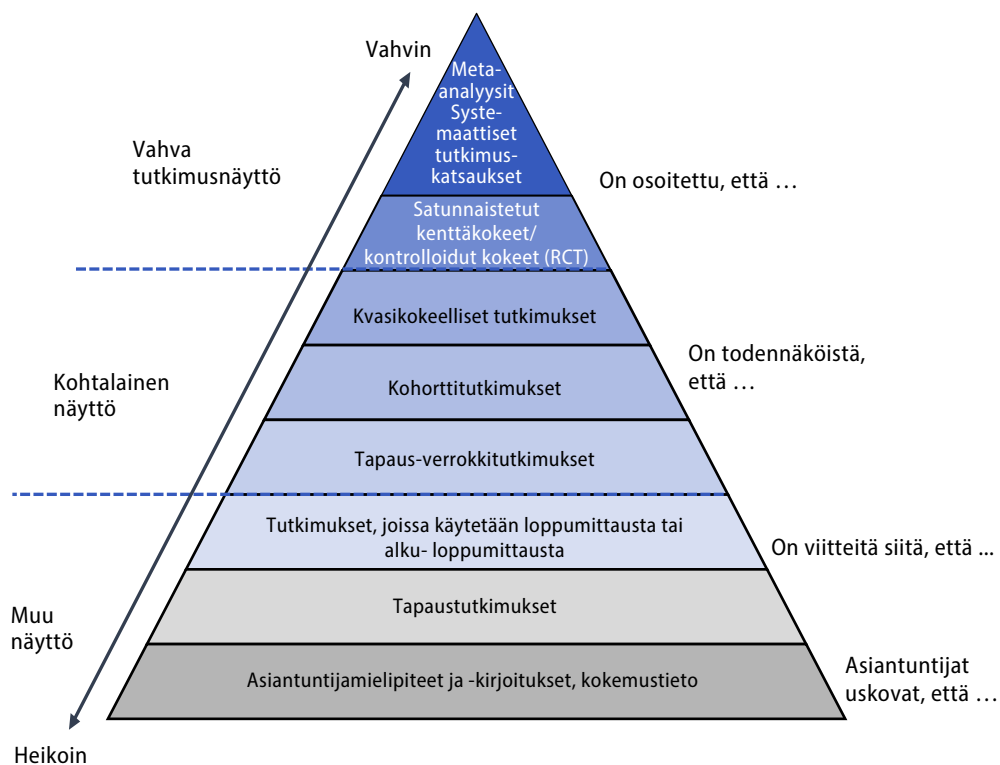 Vahvin
Meta-
analyysit
Syste-
maattiset
tutkimus-
katsaukset
Vahva
tutkimusnäyttö
On osoitettu, että …
Satunnaistetut
kenttäkokeet/
kontrolloidut kokeet (RCT)
Kvasikokeelliset tutkimukset
On todennäköistä,
että …
Kohortti­tutkimukset
Kohtalainen
näyttö
Tapaus-verrokkitutkimukset
Tutkimukset, joissa käytetään loppumittausta tai
alku- loppumittausta
On viitteitä siitä, että ...
Tapaustutkimukset
Muu
näyttö
Asiantuntijamielipiteet ja -kirjoitukset, kokemustieto
Asiantuntijat
uskovat, että …
Heikoin